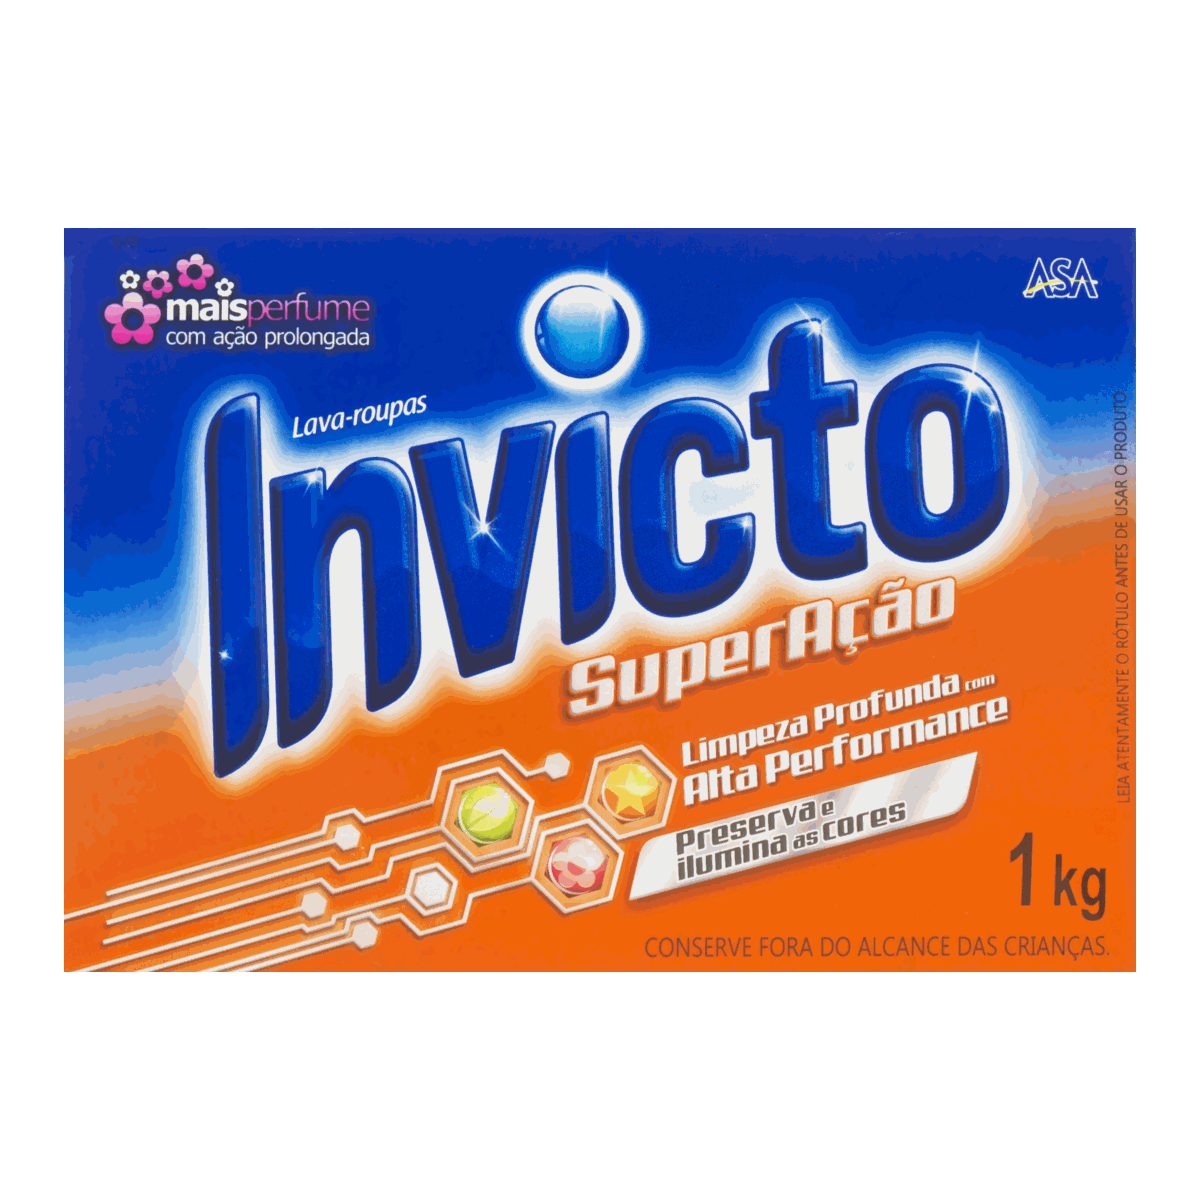 maisperfume
com ação prolongada
ASA
Lava-roupas
Invicto
SuperAção
Limpeza Profunda com
Alta Performance
Preserva e
ilumina as cores
1 kg
CONSERVE FORA DO ALCANCE DAS CRIANÇAS.
LEIA ATENTAMENTE O RÓTULO ANTES DE USAR O PRODUTO.